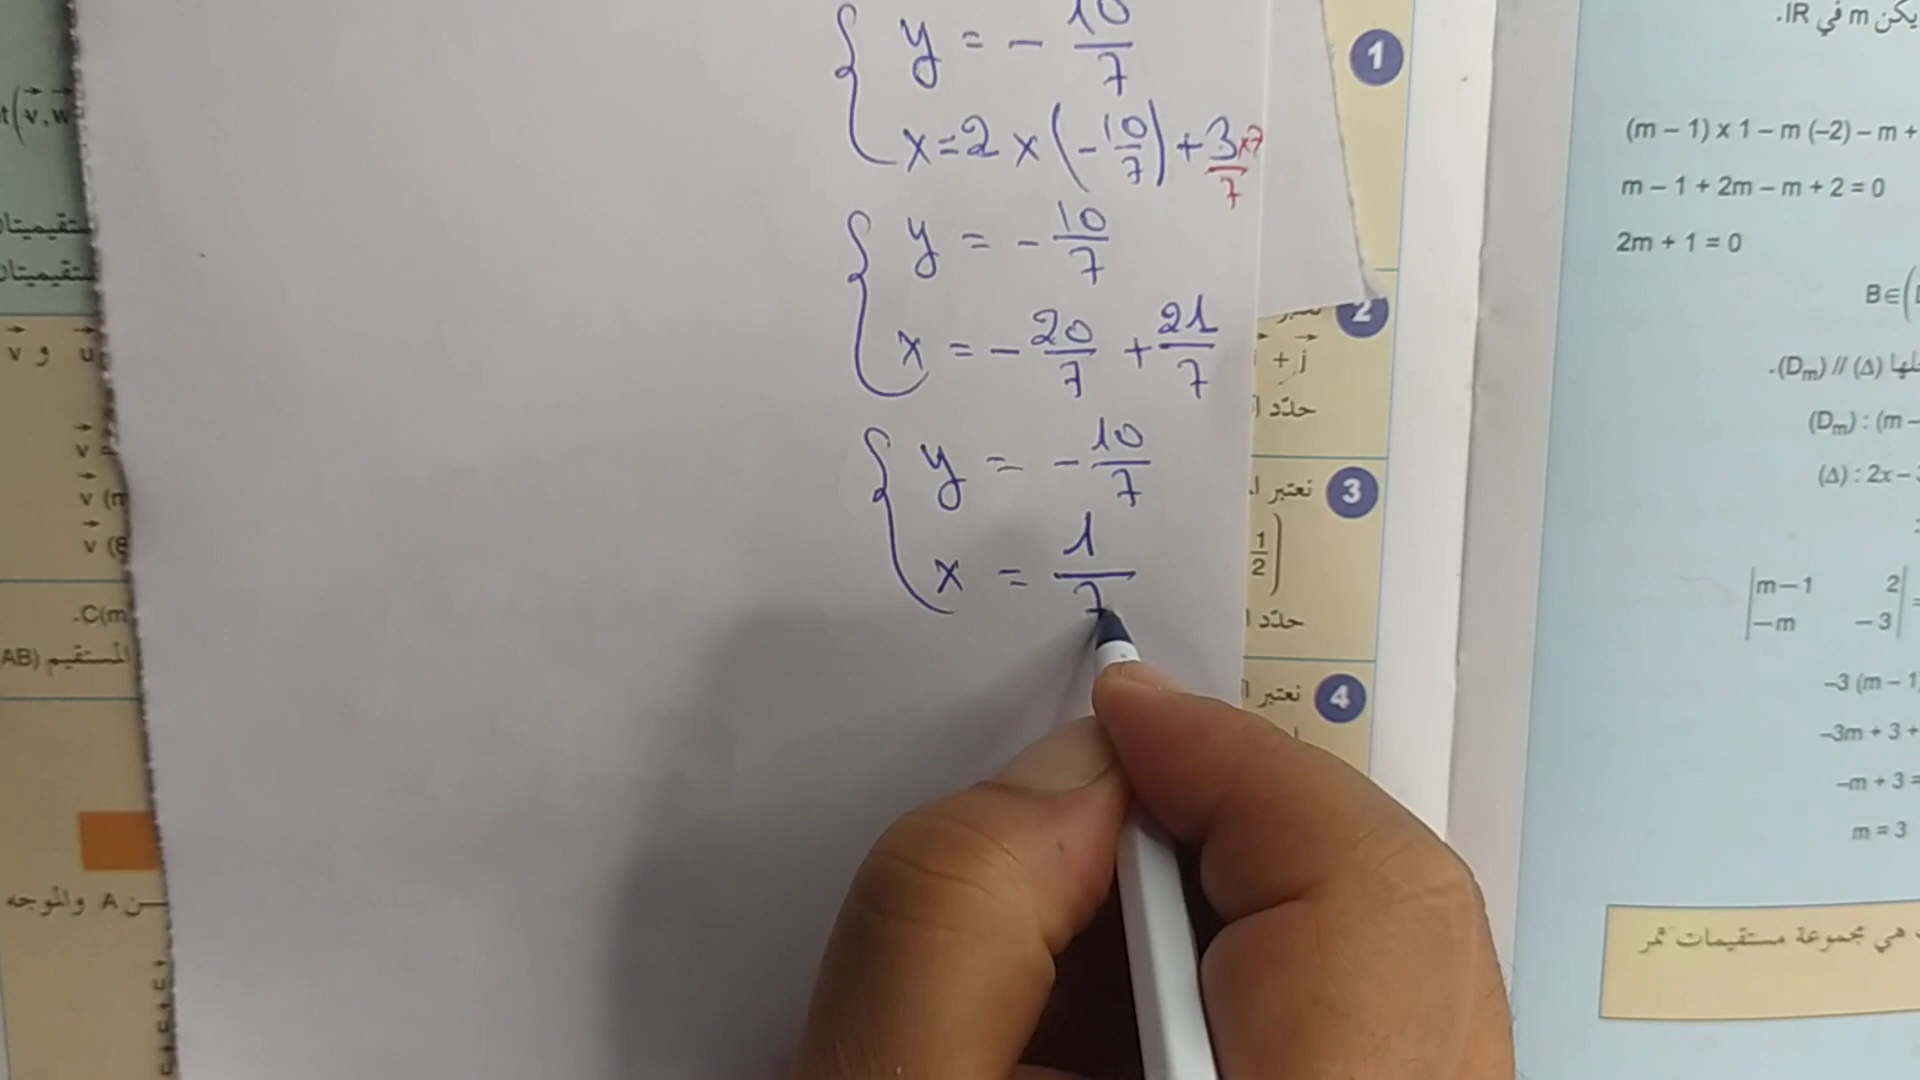 y = - 10/7
x = 2 × (- 10/7) + 3×7/7
y = - 10/7
x = - 20/7 + 21/7
y = - 10/7
x = 1/7
t(v⃗,w⃗
v⃗ و u⃗
v⃗ =
v⃗ (m
v⃗ (8
.C(m
المستقيم (AB)
A والموجه
1
2
i⃗ + j⃗
حدّد
3 نعتبر
1/2)
حدّد
4 نعتبر
يكن m في IR.
(m – 1) x 1 – m (–2) – m +
m – 1 + 2m – m + 2 = 0
2m + 1 = 0
B∈(
(Dm) // (Δ).
(Dm) : (m –
(Δ) : 2x –
|m–1 2|
|–m –3|
–3 (m – 1
–3m + 3 +
–m + 3 =
m = 3
هي مجموعة مستقيمات تمر